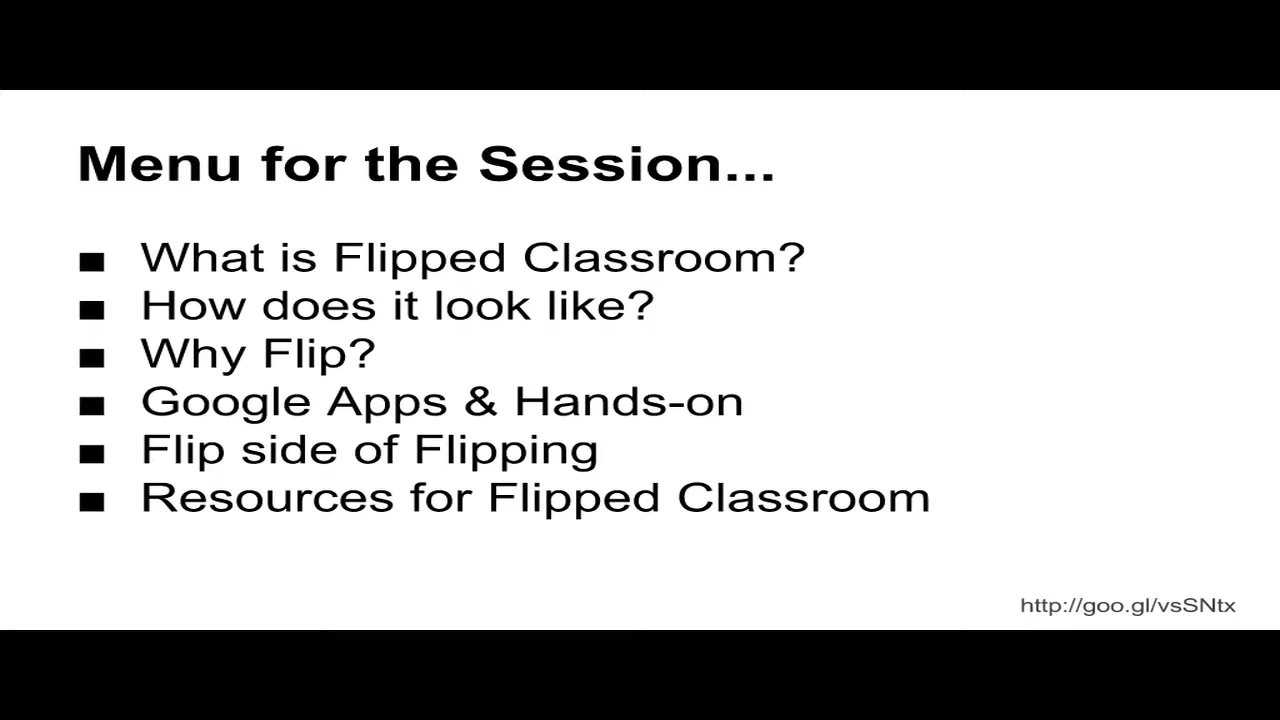 Menu for the Session...
■ What is Flipped Classroom?
■ How does it look like?
■ Why Flip?
■ Google Apps & Hands-on
■ Flip side of Flipping
■ Resources for Flipped Classroom
http://goo.gl/vsSNtx